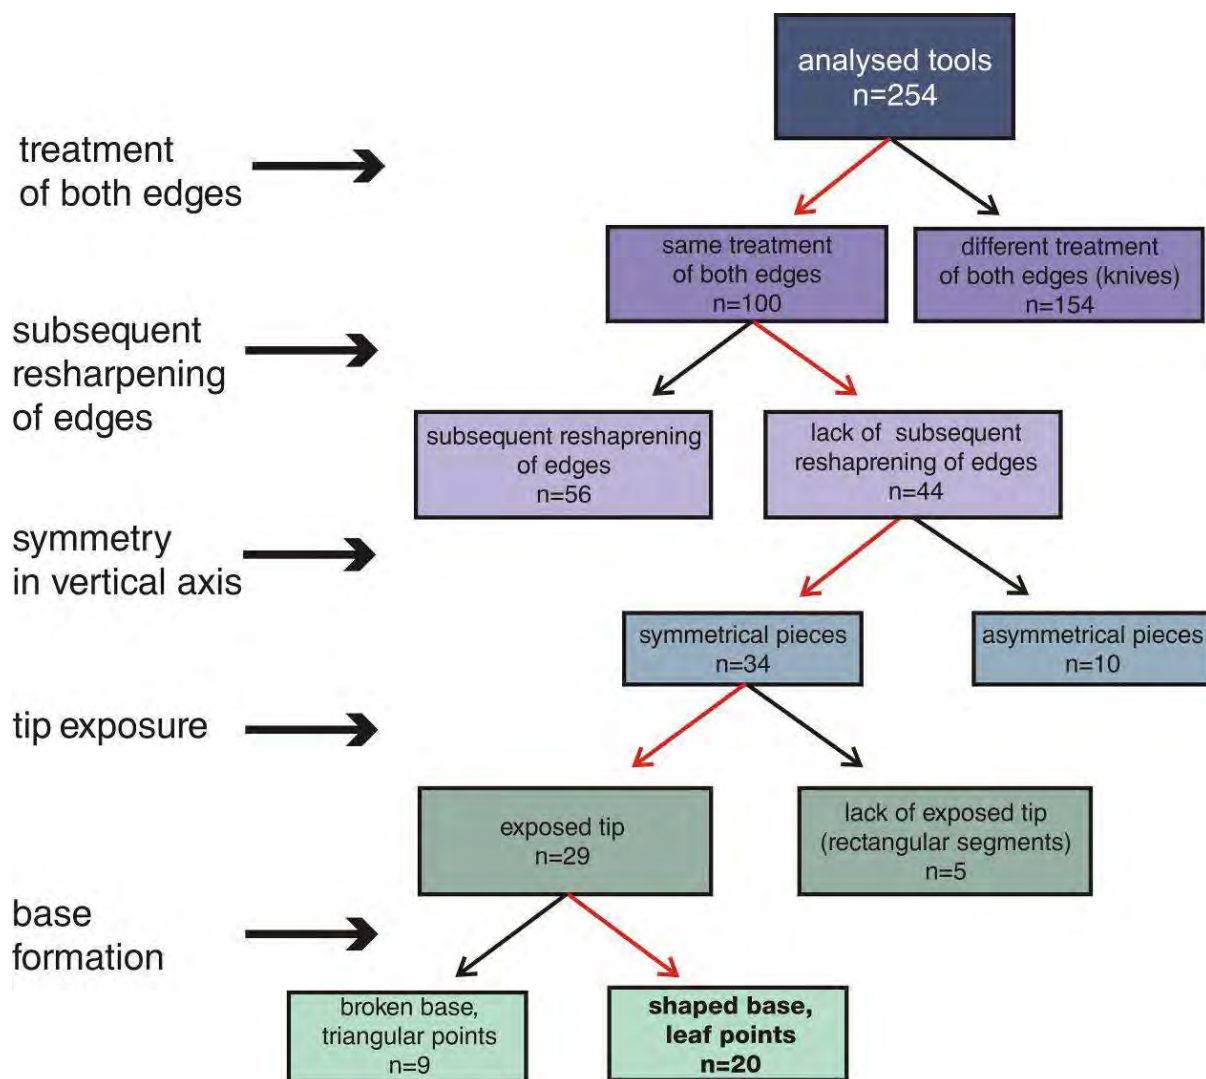 analysed tools
n=254
treatment
of both edges
same treatment
of both edges
n=100
different treatment
of both edges (knives)
n=154
subsequent
resharpening
of edges
subsequent reshaprening
of edges
n=56
lack of subsequent
reshaprening of edges
n=44
symmetry
in vertical axis
symmetrical pieces
n=34
asymmetrical pieces
n=10
tip exposure
exposed tip
n=29
lack of exposed tip
(rectangular segments)
n=5
base
formation
broken base,
triangular points
n=9
shaped base,
leaf points
n=20